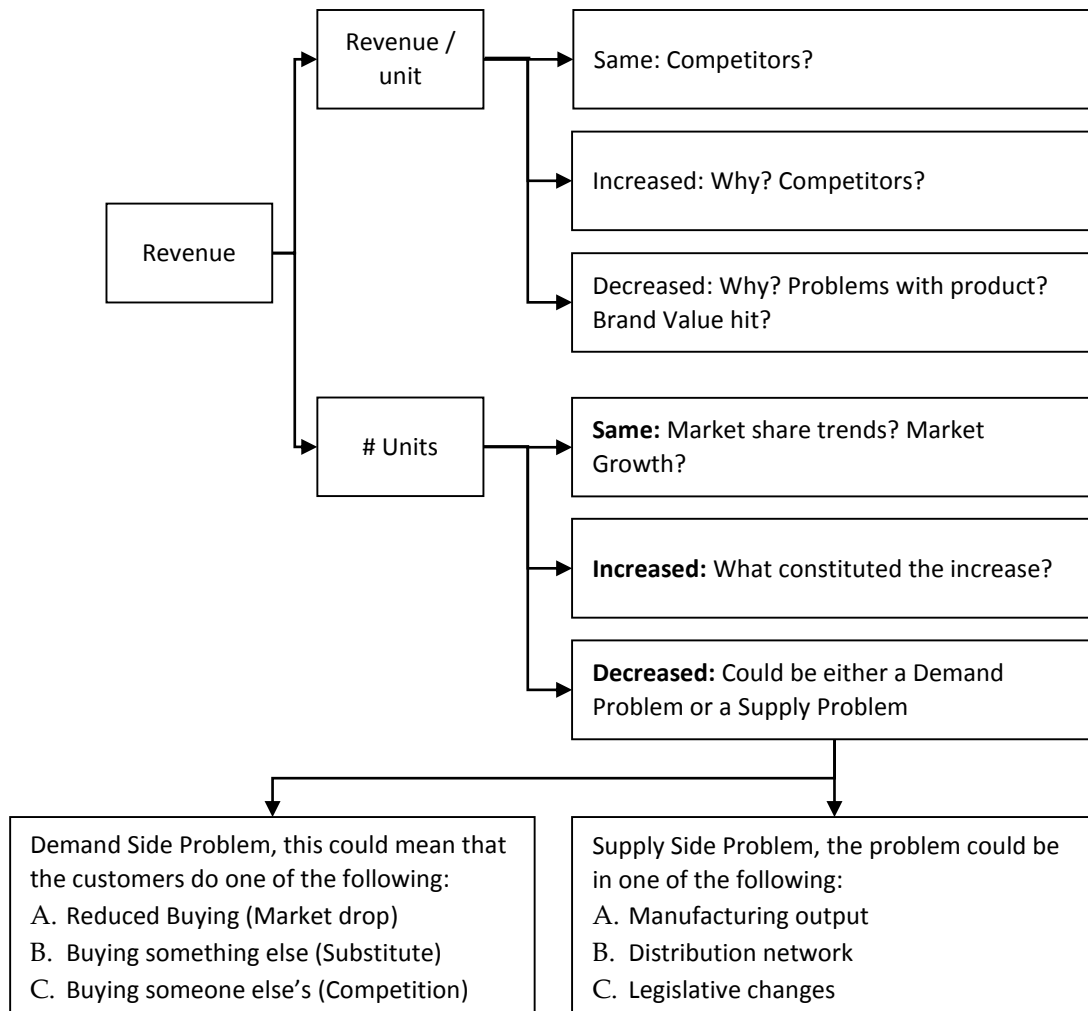 Revenue /
unit
Same: Competitors?
Increased: Why? Competitors?
Revenue
Decreased: Why? Problems with product?
Brand Value hit?
# Units
Same: Market share trends? Market
Growth?
Increased: What constituted the increase?
Decreased: Could be either a Demand
Problem or a Supply Problem
Demand Side Problem, this could mean that
the customers do one of the following:
A. Reduced Buying (Market drop)
B. Buying something else (Substitute)
C. Buying someone else’s (Competition)
Supply Side Problem, the problem could be
in one of the following:
A. Manufacturing output
B. Distribution network
C. Legislative changes